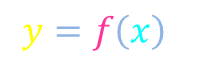 y = f(x)